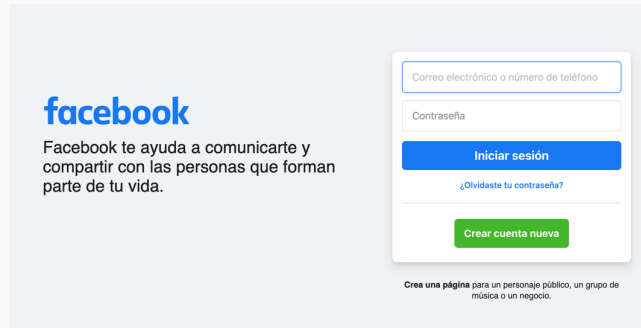 facebook
Facebook te ayuda a comunicarte y
compartir con las personas que forman
parte de tu vida.
Correo electrónico o número de teléfono
Contraseña
Iniciar sesión
¿Olvidaste tu contraseña?
Crear cuenta nueva
Crea una página para un personaje público, un grupo de
música o un negocio.